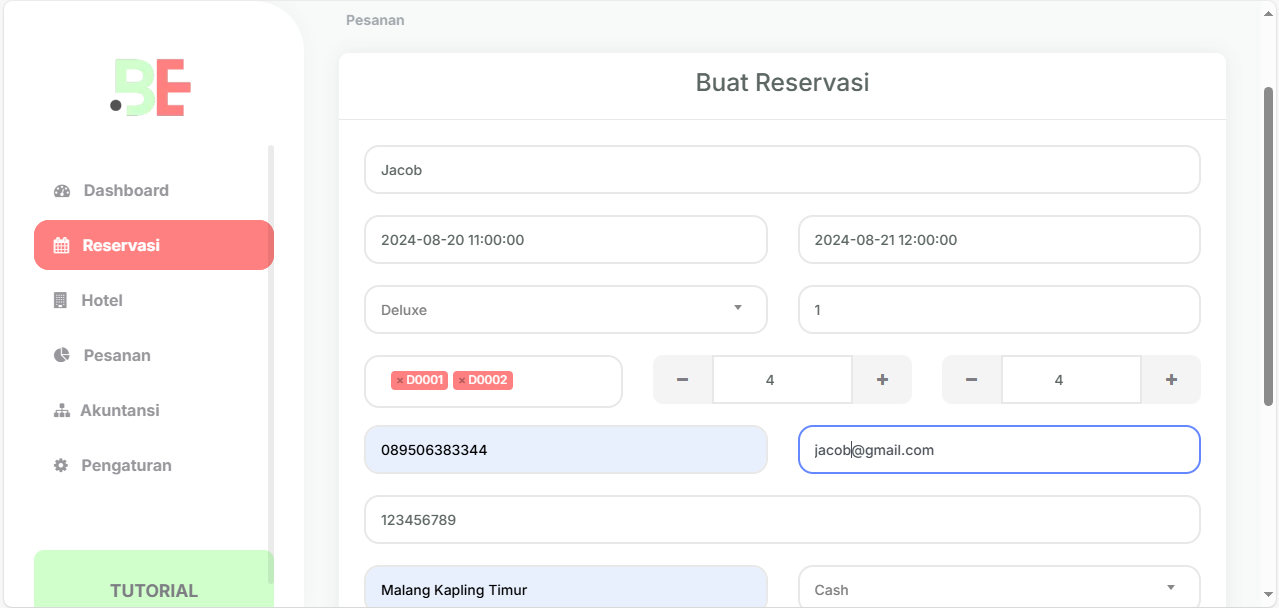 Pesanan
.BE
Buat Reservasi
Jacob
2024-08-20 11:00:00
2024-08-21 12:00:00
Dashboard
Reservasi
Hotel
Pesanan
Akuntansi
Pengaturan
TUTORIAL
Deluxe
1
× D0001 × D0002
− 4 +
− 4 +
089506383344
jacob@gmail.com
123456789
Malang Kapling Timur
Cash